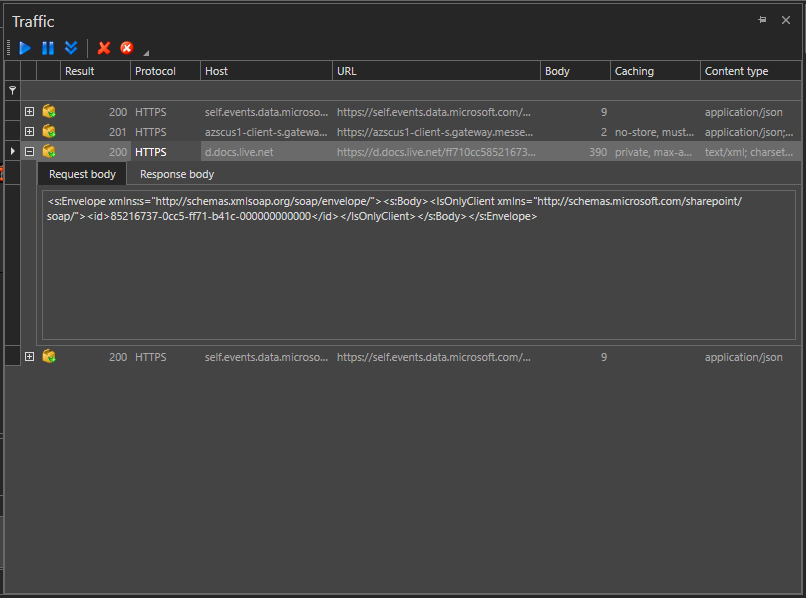 Traffic
Result Protocol Host URL Body Caching Content type
200 HTTPS self.events.data.microso... https://self.events.data.microsoft.com/... 9 application/json
201 HTTPS azscus1-client-s.gatewa... https://azscus1-client-s.gateway.messe... 2 no-store, must... application/json;...
200 HTTPS d.docs.live.net https://d.docs.live.net/ff710cc58521673... 390 private, max-a... text/xml; charset...
Request body Response body
<s:Envelope xmlns:s="http://schemas.xmlsoap.org/soap/envelope/"><s:Body><IsOnlyClient xmlns="http://schemas.microsoft.com/sharepoint/
soap/"><id>85216737-0cc5-ff71-b41c-000000000000</id></IsOnlyClient></s:Body></s:Envelope>
200 HTTPS self.events.data.microso... https://self.events.data.microsoft.com/... 9 application/json